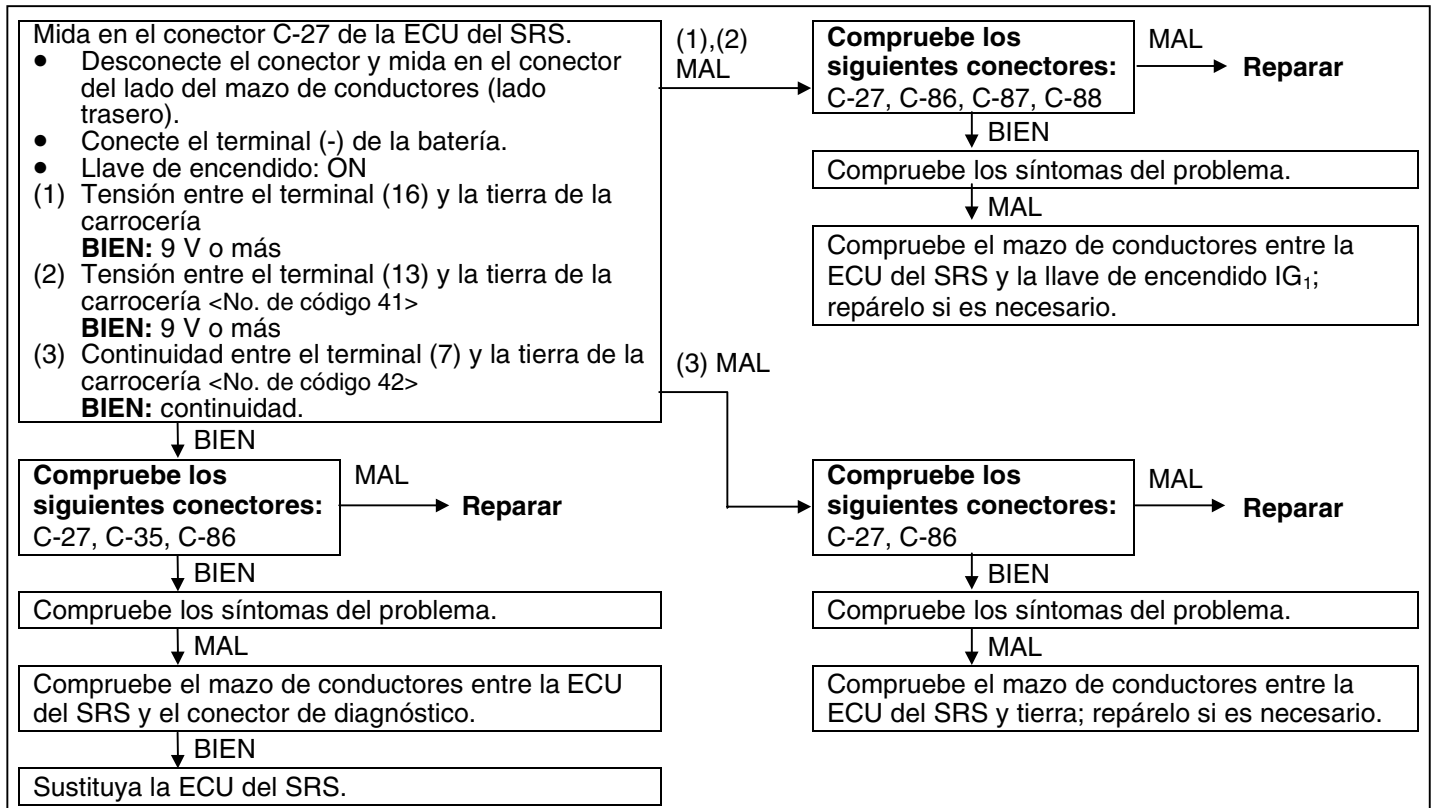 Mida en el conector C-27 de la ECU del SRS.
● Desconecte el conector y mida en el conector
del lado del mazo de conductores (lado
trasero).
● Conecte el terminal (-) de la batería.
● Llave de encendido: ON
(1) Tensión entre el terminal (16) y la tierra de la
carrocería
BIEN: 9 V o más
(2) Tensión entre el terminal (13) y la tierra de la
carrocería <No. de código 41>
BIEN: 9 V o más
(3) Continuidad entre el terminal (7) y la tierra de la
carrocería <No. de código 42>
BIEN: continuidad.
(1),(2)
MAL
Compruebe los
siguientes conectores:
C-27, C-86, C-87, C-88
MAL
Reparar
BIEN
Compruebe los síntomas del problema.
MAL
Compruebe el mazo de conductores entre la
ECU del SRS y la llave de encendido IG₁;
repárelo si es necesario.
(3) MAL
BIEN
Compruebe los
siguientes conectores:
C-27, C-35, C-86
MAL
Reparar
BIEN
Compruebe los síntomas del problema.
MAL
Compruebe el mazo de conductores entre la ECU
del SRS y el conector de diagnóstico.
BIEN
Sustituya la ECU del SRS.
Compruebe los
siguientes conectores:
C-27, C-86
MAL
Reparar
BIEN
Compruebe los síntomas del problema.
MAL
Compruebe el mazo de conductores entre la
ECU del SRS y tierra; repárelo si es necesario.